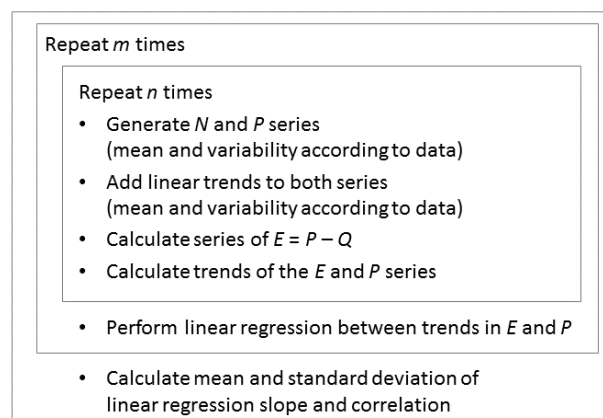 Repeat m times
Repeat n times
• Generate N and P series
(mean and variability according to data)
• Add linear trends to both series
(mean and variability according to data)
• Calculate series of E = P – Q
• Calculate trends of the E and P series
• Perform linear regression between trends in E and P
• Calculate mean and standard deviation of
linear regression slope and correlation